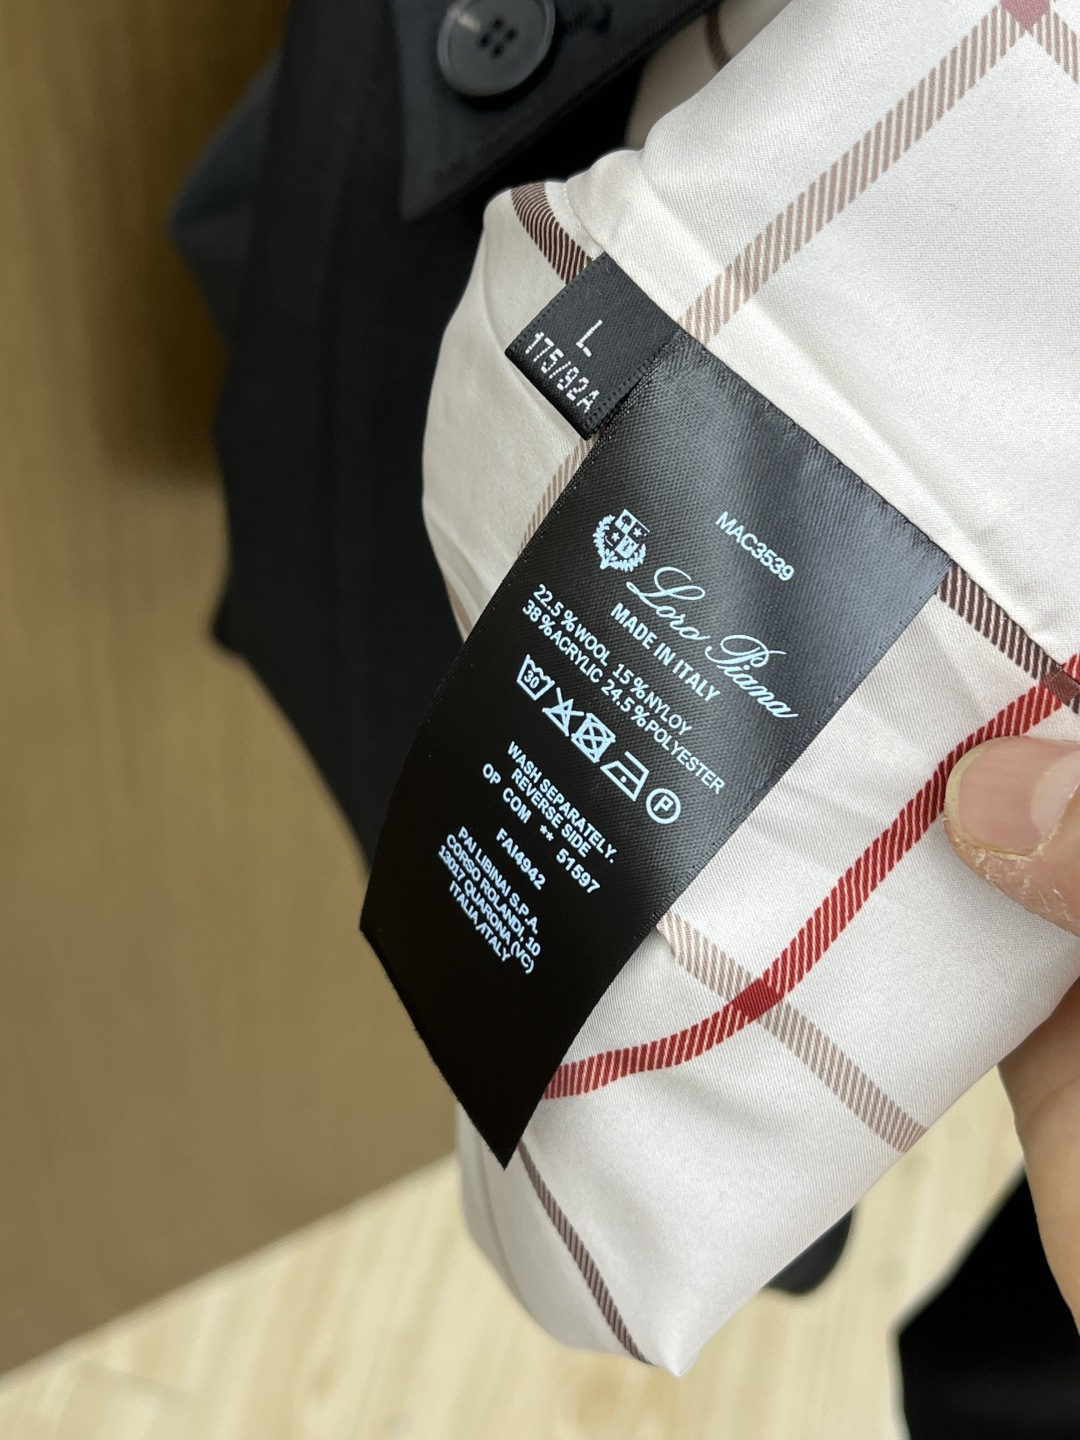 L
175/92A
MAC3539
Loro Piana
MADE IN ITALY
22.5%WOOL 15%NYLOY
38%ACRYLIC 24.5%POLYESTER
30
P
WASH SEPARATELY.
REVERSE SIDE
OP COM ** 51597
FAI4942
PAI LIBINAI S.P.A,
CORSO ROLANDI, 10
13017 QUARONA (VC)
ITALIA /ITALY